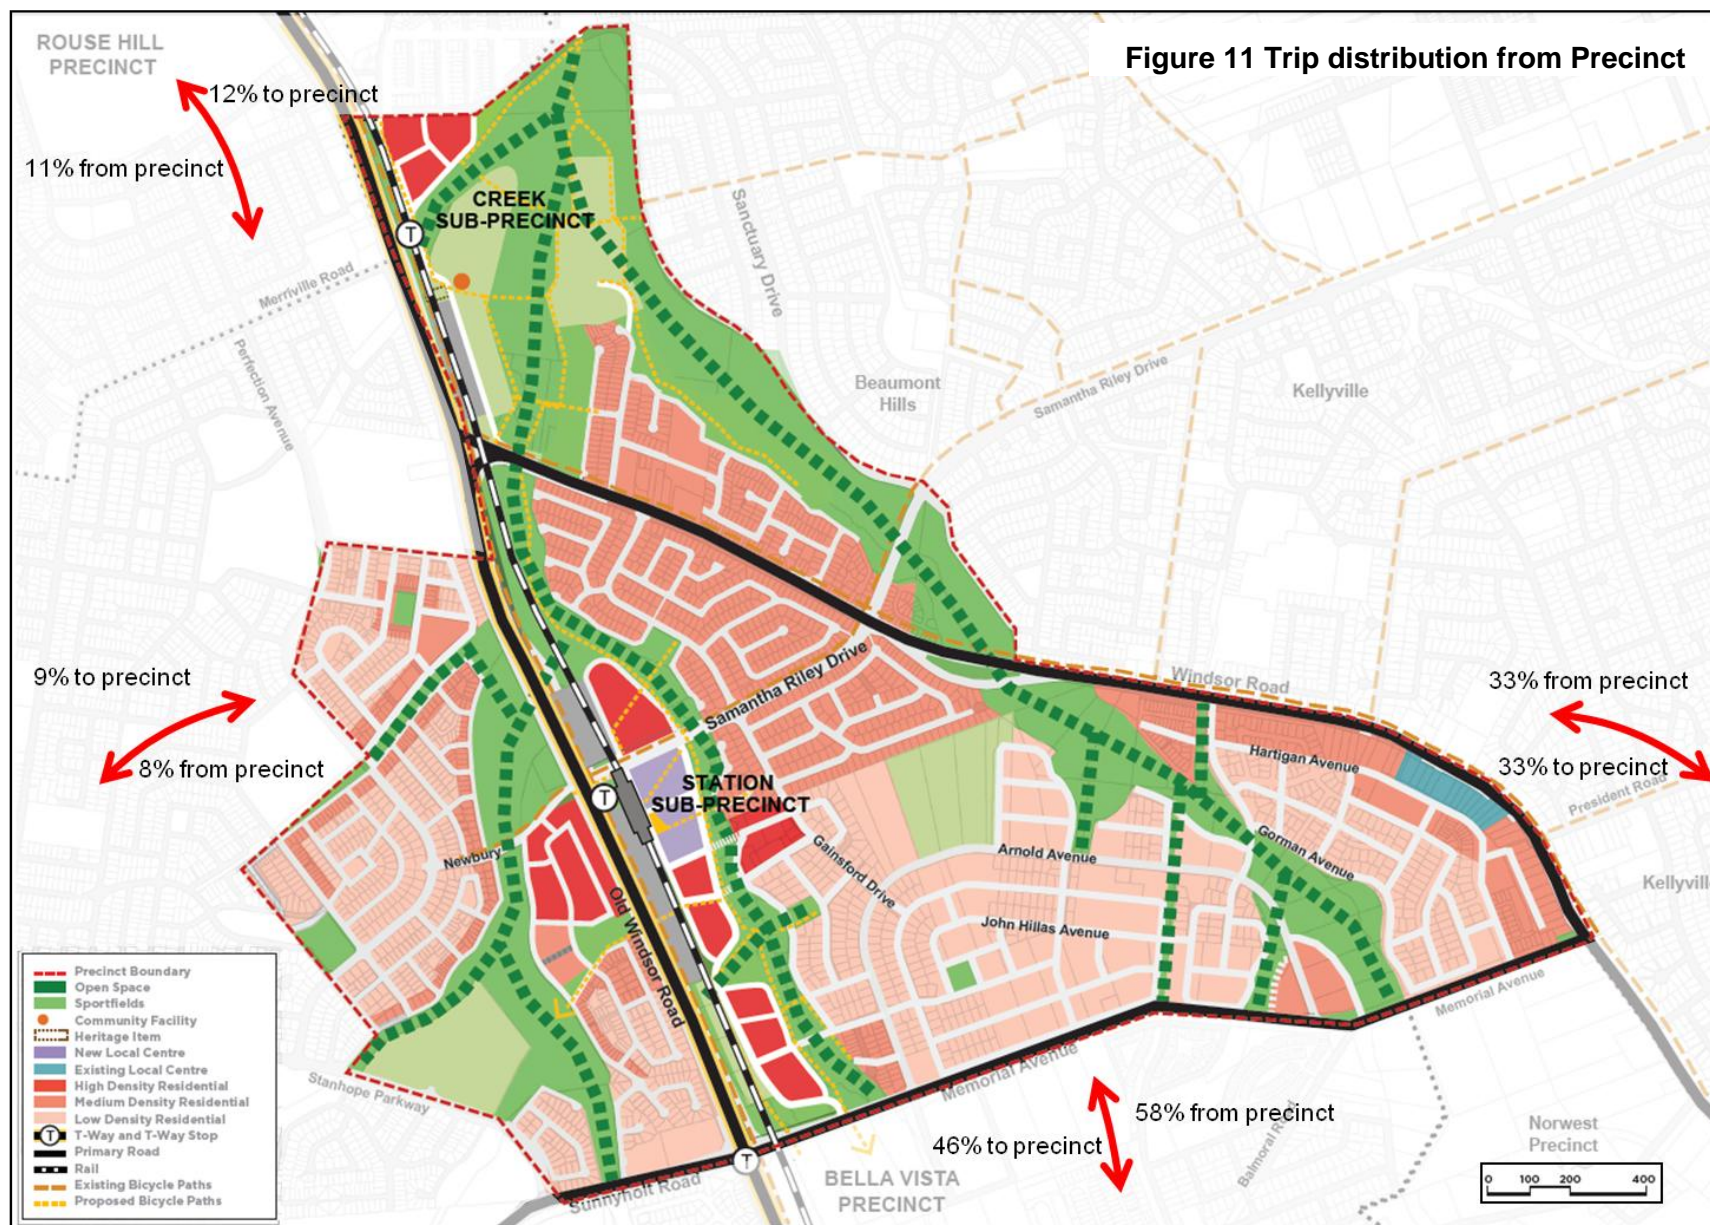 Figure 11 Trip distribution from Precinct
ROUSE HILL
PRECINCT
12% to precinct
11% from precinct
CREEK
SUB-PRECINCT
T
Merriville Road
Sanctuary Drive
Perfection Avenue
Beaumont
Hills
Samantha Riley Drive
Kellyville
Windsor Road
33% from precinct
33% to precinct
President Road
9% to precinct
8% from precinct
Samantha Riley Drive
STATION
SUB-PRECINCT
T
Hartigan Avenue
Gorman Avenue
Newbury
Gainsford Drive
Arnold Avenue
John Hillas Avenue
Kellyville
Old Windsor Road
Memorial Avenue
Memorial Avenue
Stanhope Parkway
58% from precinct
46% to precinct
Balmoral Road
Norwest
Precinct
T
BELLA VISTA
PRECINCT
Sunnyholt Road
Precinct Boundary
Open Space
Sportfields
Community Facility
Heritage Item
New Local Centre
Existing Local Centre
High Density Residential
Medium Density Residential
Low Density Residential
T T-Way and T-Way Stop
Primary Road
Rail
Existing Bicycle Paths
Proposed Bicycle Paths
0 100 200 400